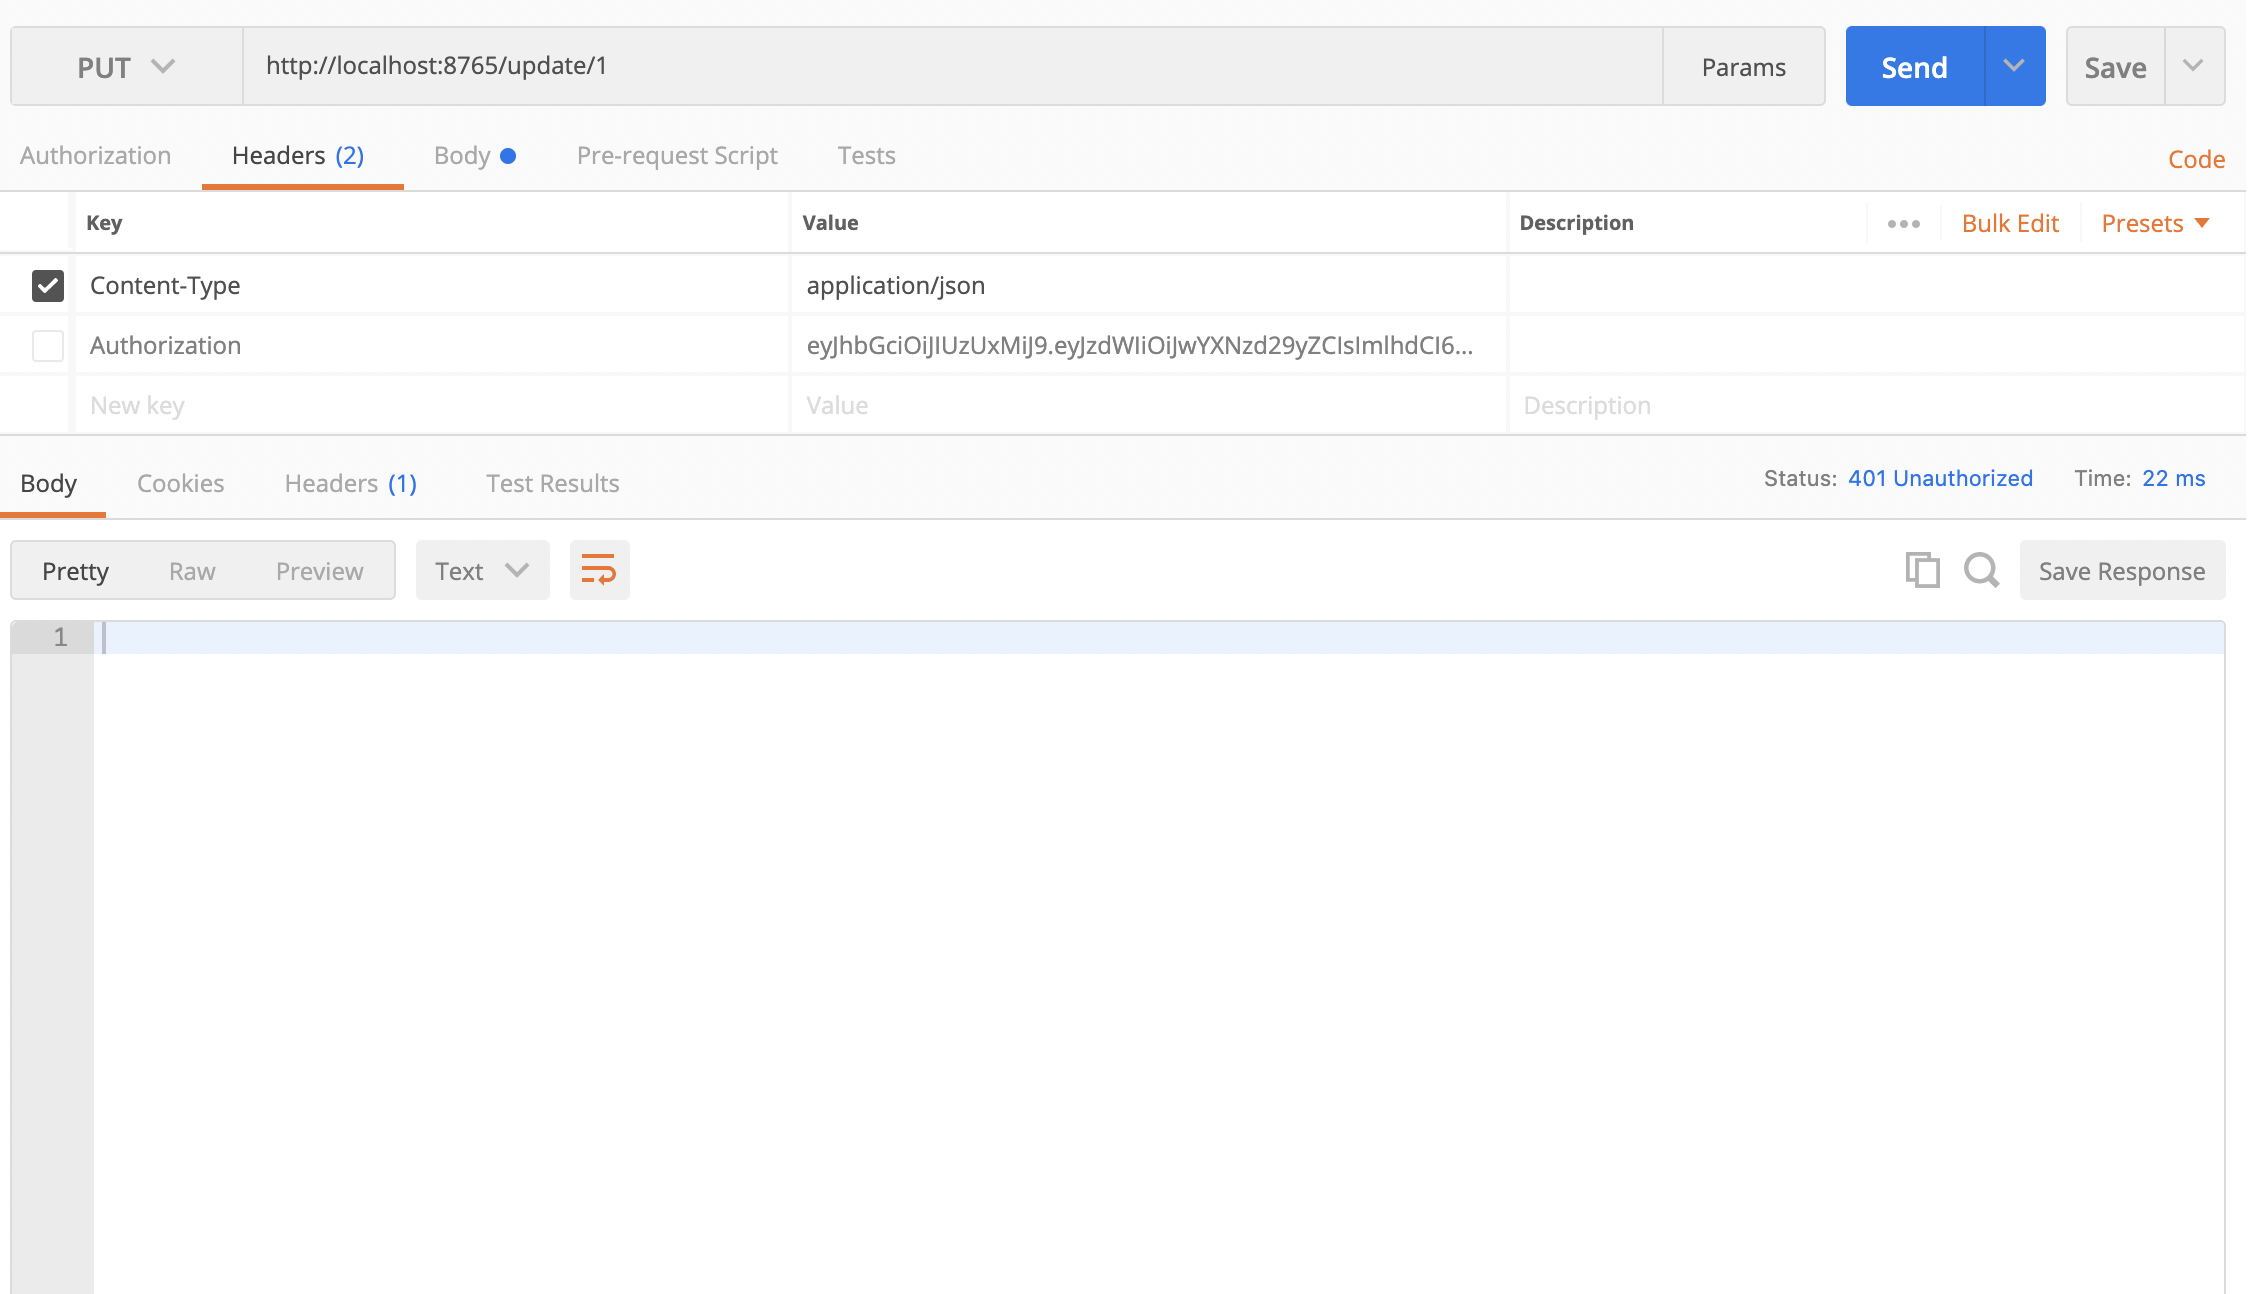 PUT http://localhost:8765/update/1 Params Send Save
Authorization Headers (2) Body Pre-request Script Tests Code
Key Value Description Bulk Edit Presets
Content-Type application/json
Authorization eyJhbGciOiJIUzUxMiJ9.eyJzdWIiOiJwYXNzd29yZCIsImlhdCI6...
New key Value Description
Body Cookies Headers (1) Test Results Status: 401 Unauthorized Time: 22 ms
Pretty Raw Preview Text Save Response
1